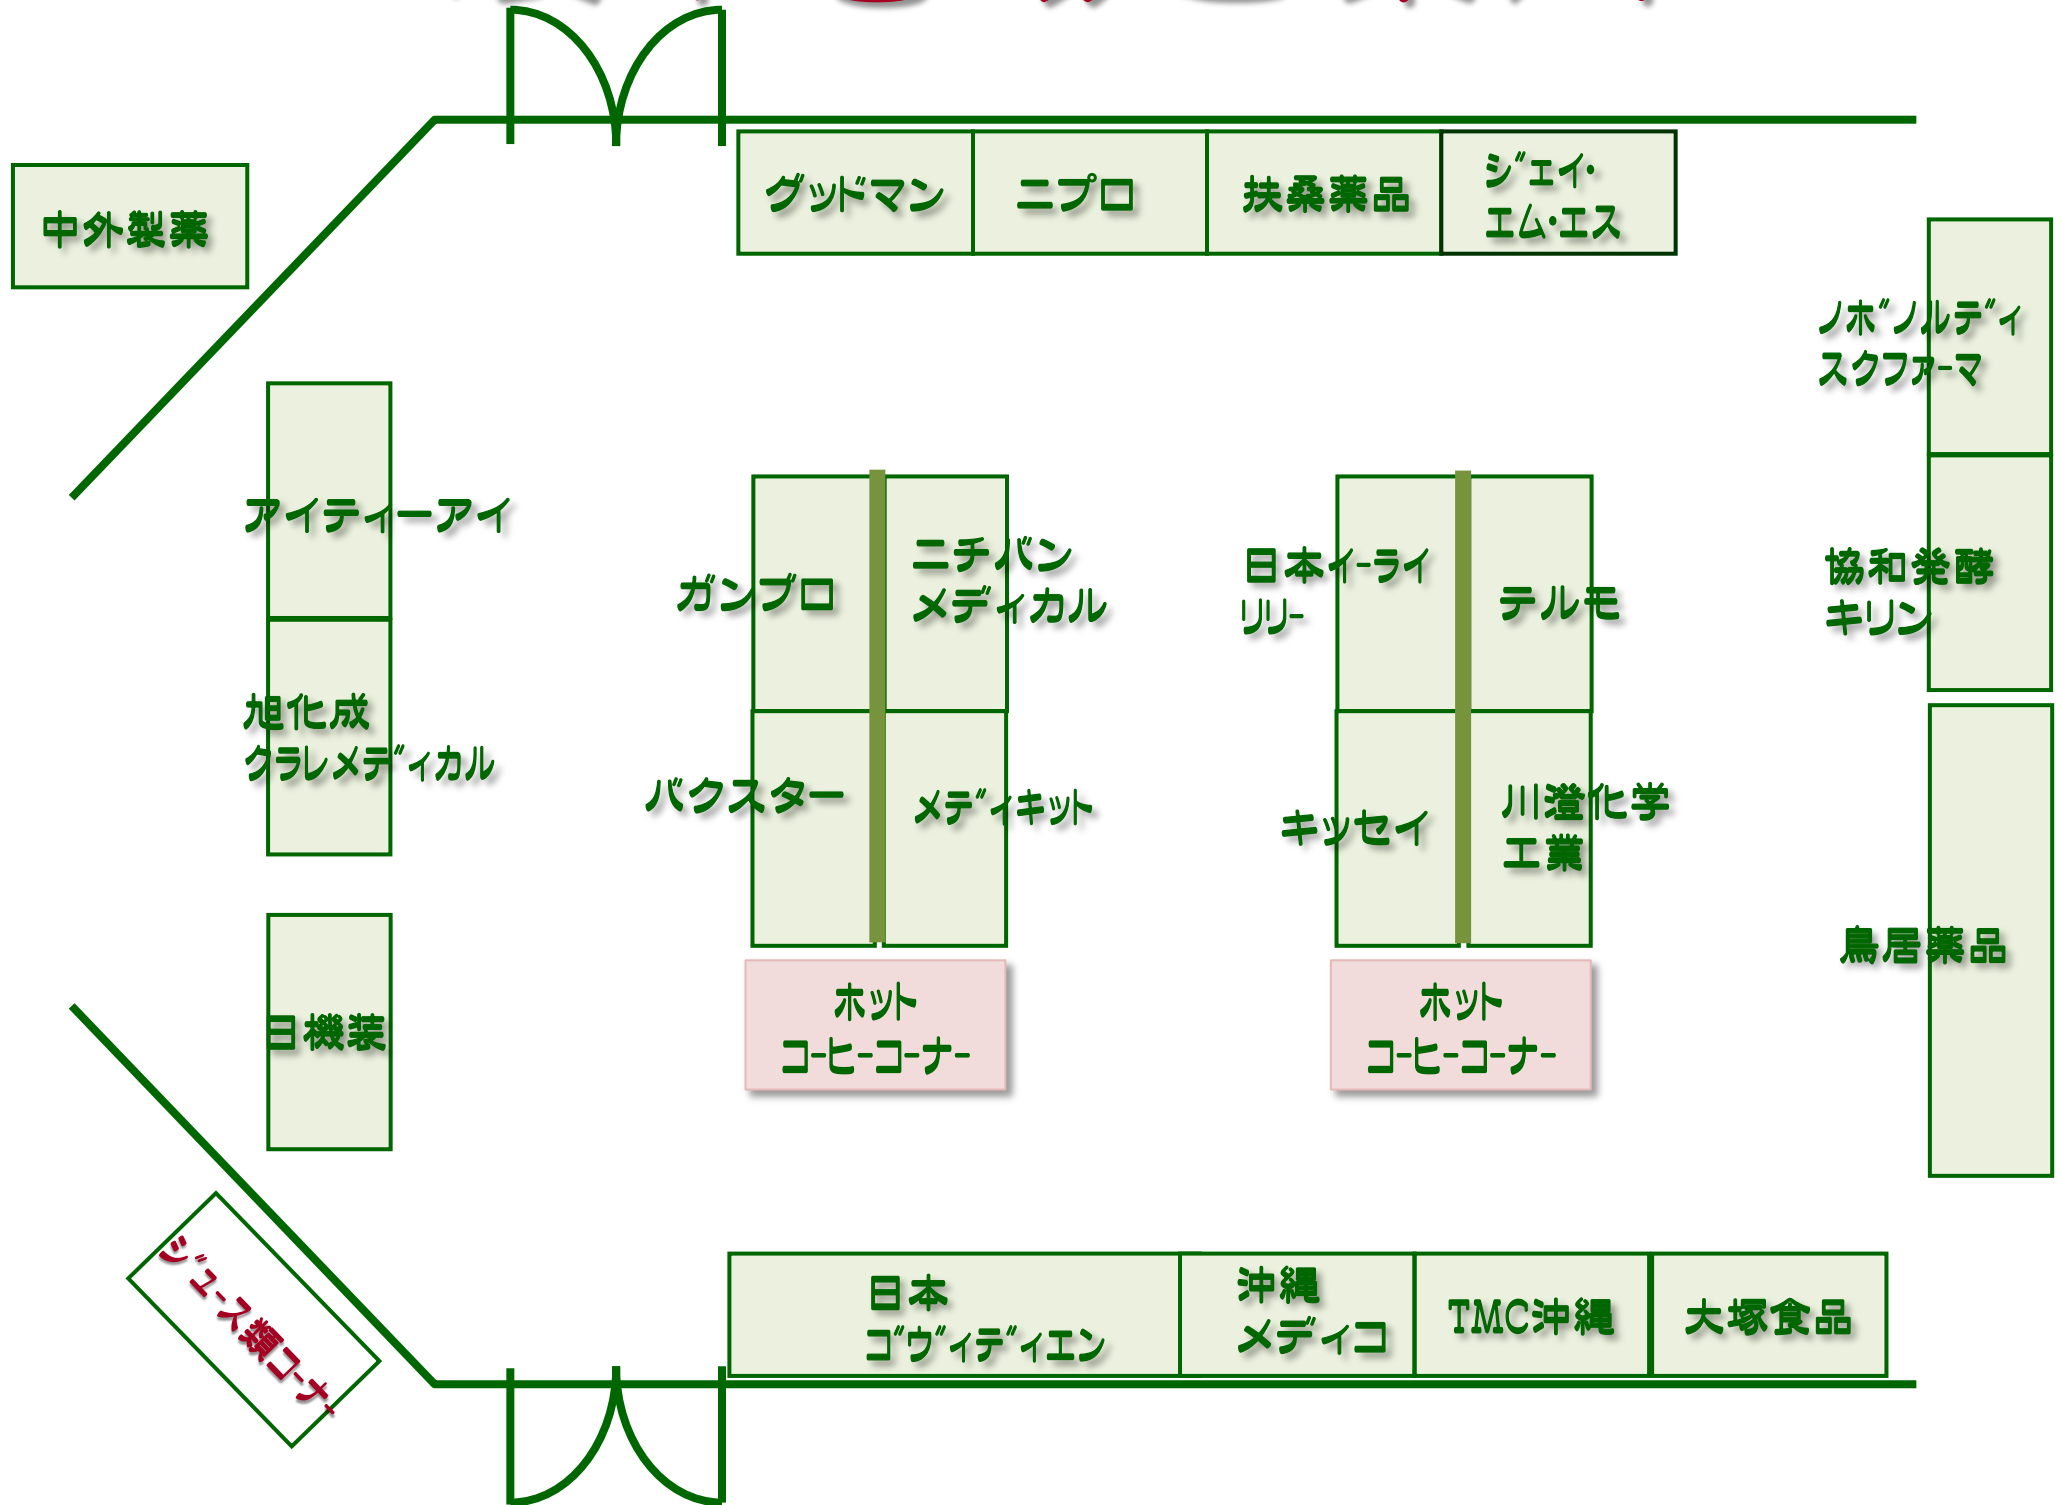 グッドマン
ニプロ
扶桑薬品
ジェイ・
エム・エス
中外製薬
ノボノルディ
スクファーマ
アイティーアイ
ガンプロ
ニチバン
メディカル
日本イーライ
リリー
テルモ
協和発酵
キリン
旭化成
クラレメディカル
バクスター
メディキット
キッセイ
川澄化学
工業
鳥居薬品
日機装
ホット
コーヒーコーナー
ホット
コーヒーコーナー
ジュース類コーナー
日本
ゴヴィディエン
沖縄
メディコ
TMC沖縄
大塚食品